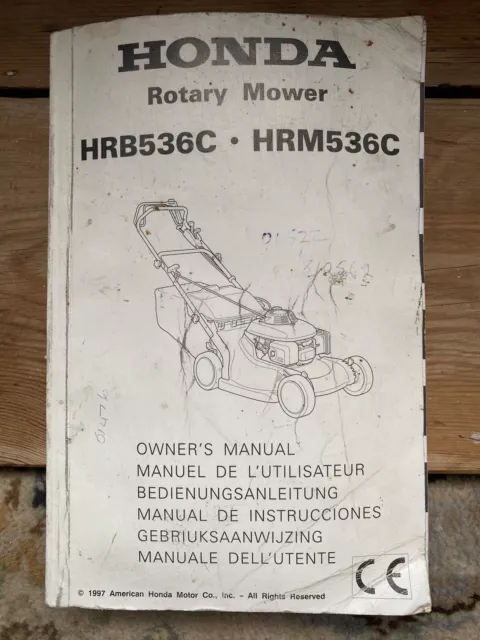 HONDA
Rotary Mower
HRB536C · HRM536C
OWNER'S MANUAL
MANUEL DE L'UTILISATEUR
BEDIENUNGSANLEITUNG
MANUAL DE INSTRUCCIONES
GEBRIUKSAANWIJZING
MANUALE DELL'UTENTE
CE
© 1997 American Honda Motor Co., Inc. – All Rights Reserved